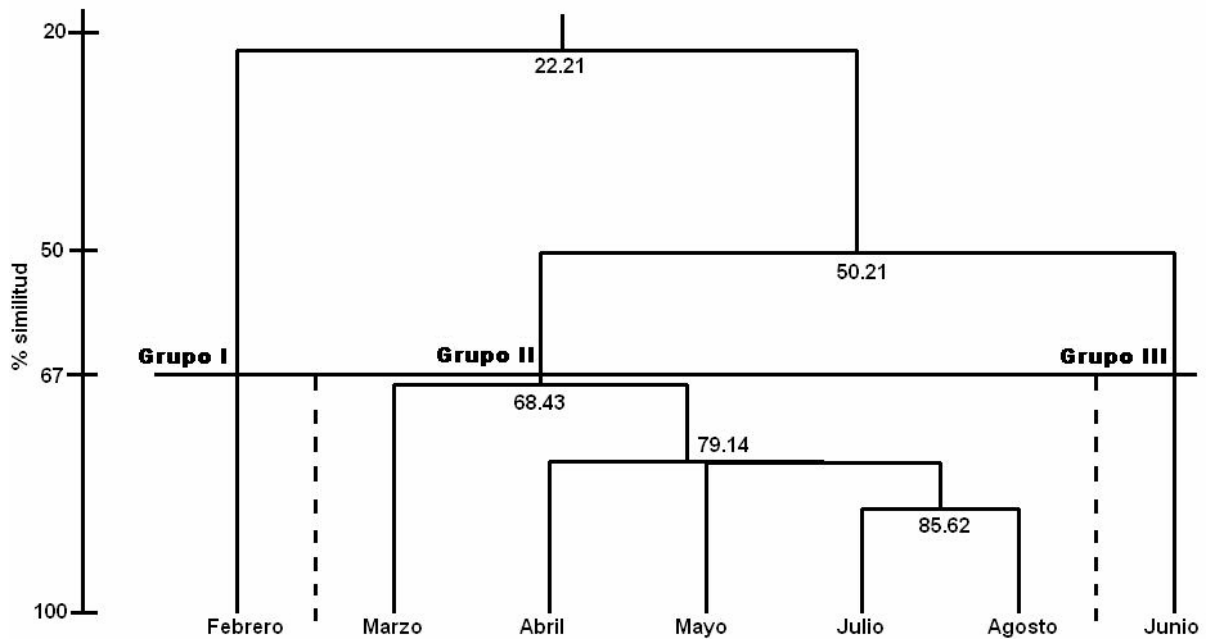 20
22.21
50
50.21
% similitud
Grupo I
Grupo II
Grupo III
67
68.43
79.14
85.62
100
Febrero Marzo Abril Mayo Julio Agosto Junio